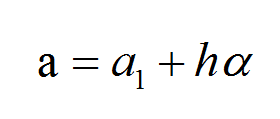 a = a₁ + hα